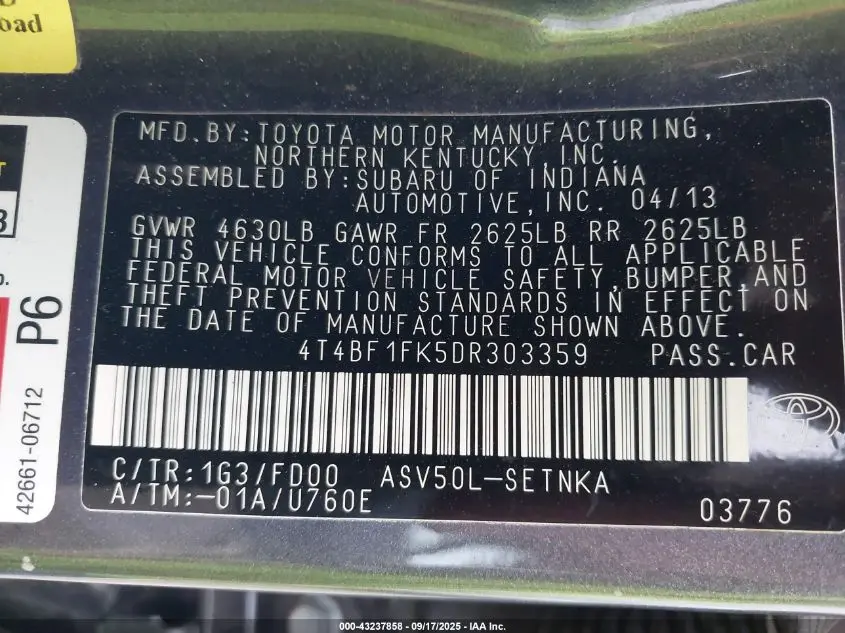 oad
MFD.BY:TOYOTA MOTOR MANUFACTURING,
NORTHERN KENTUCKY,INC.
ASSEMBLED BY:SUBARU OF INDIANA
AUTOMOTIVE,INC. 04/13
GVWR 4630LB GAWR FR 2625LB RR 2625LB
THIS VEHICLE CONFORMS TO ALL APPLICABLE
FEDERAL MOTOR VEHICLE SAFETY,BUMPER,AND
THEFT PREVENTION STANDARDS IN EFFECT ON
THE DATE OF MANUFACTURE SHOWN ABOVE.
4T4BF1FK5DR303359 PASS.CAR
C/TR:1G3/FD00 ASV50L-SETNKA
A/TM:-01A/U760E 03776
P6
42661-06712
000-43237858 - 09/17/2025 - IAA Inc.